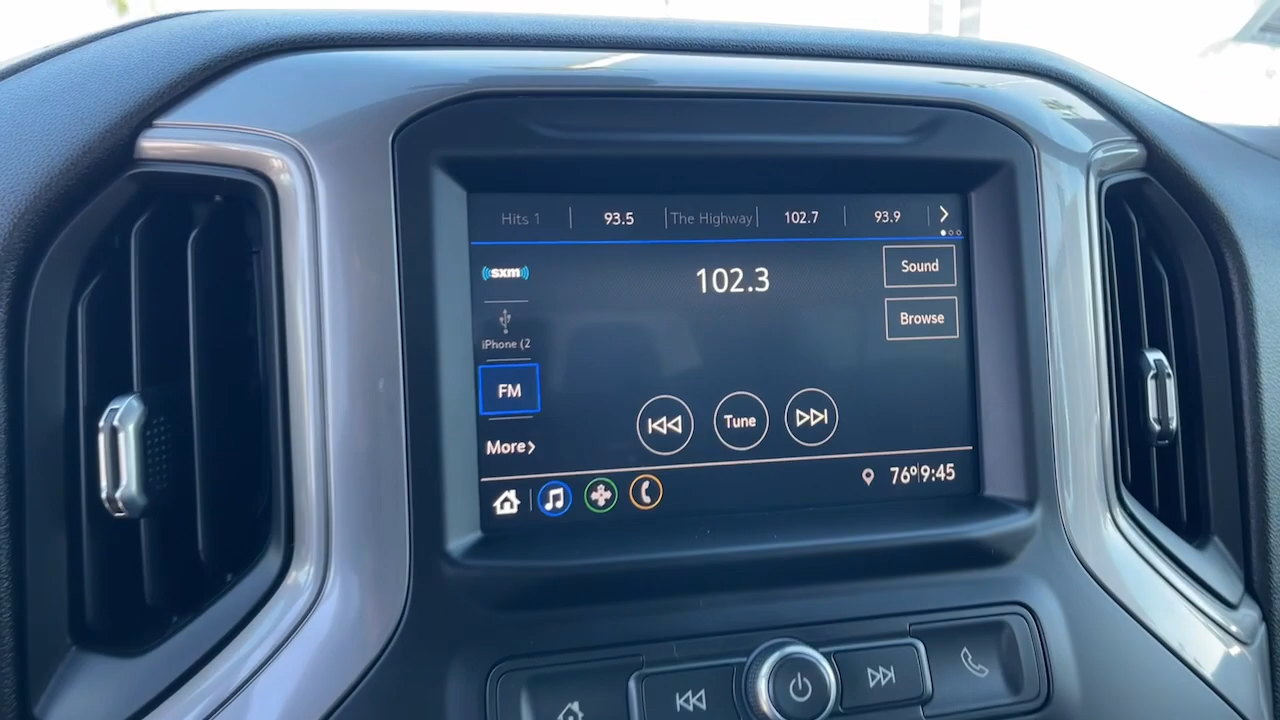 Hits 1 93.5 The Highway 102.7 93.9
sxm
102.3
Sound
Browse
iPhone (2
FM
Tune
More
76° 9:45